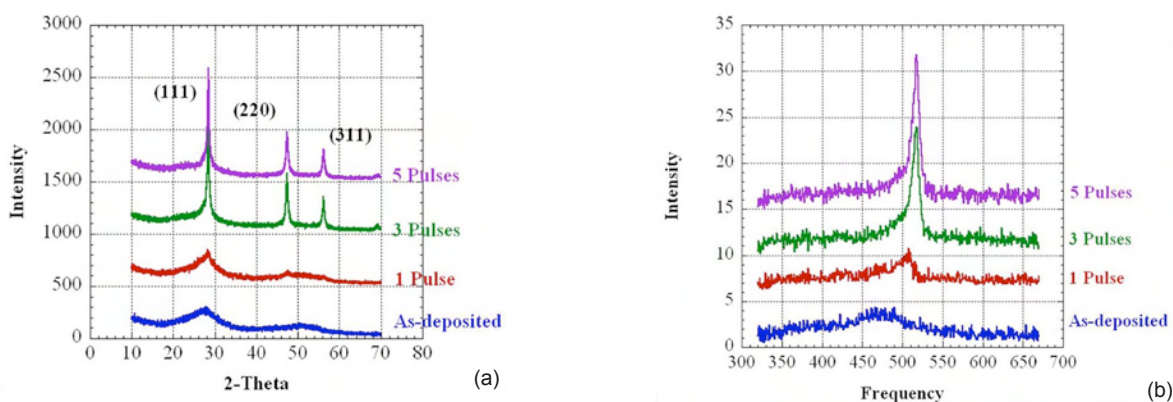 3000
2500
2000
1500
1000
500
0
Intensity
(111)
(220)
(311)
5 Pulses
3 Pulses
1 Pulse
As-deposited
0 10 20 30 40 50 60 70 80
2-Theta
(a)
35
30
25
20
15
10
5
0
Intensity
5 Pulses
3 Pulses
1 Pulse
As-deposited
300 350 400 450 500 550 600 650 700
Frequency
(b)